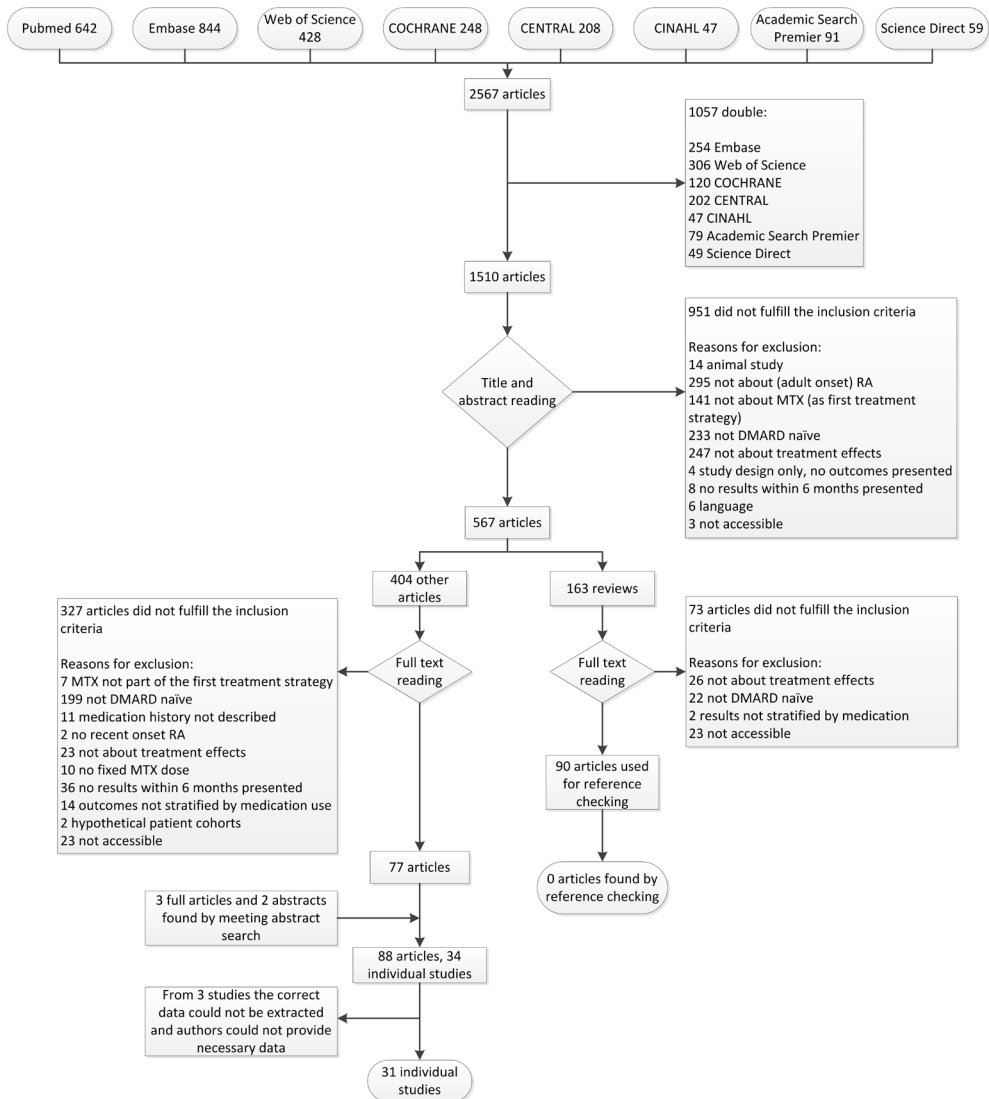 Pubmed 642
Embase 844
Web of Science
428
COCHRANE 248
CENTRAL 208
CINAHL 47
Academic Search
Premier 91
Science Direct 59
2567 articles
1057 double:
254 Embase
306 Web of Science
120 COCHRANE
202 CENTRAL
47 CINAHL
79 Academic Search Premier
49 Science Direct
1510 articles
951 did not fulfill the inclusion criteria
Reasons for exclusion:
14 animal study
295 not about (adult onset) RA
141 not about MTX (as first treatment
strategy)
233 not DMARD naïve
247 not about treatment effects
4 study design only, no outcomes presented
8 no results within 6 months presented
6 language
3 not accessible
Title and
abstract reading
567 articles
404 other
articles
163 reviews
327 articles did not fulfill the inclusion
criteria
Reasons for exclusion:
7 MTX not part of the first treatment strategy
199 not DMARD naïve
11 medication history not described
2 no recent onset RA
23 not about treatment effects
10 no fixed MTX dose
36 no results within 6 months presented
14 outcomes not stratified by medication use
2 hypothetical patient cohorts
23 not accessible
Full text
reading
Full text
reading
73 articles did not fulfill the inclusion
criteria
Reasons for exclusion:
26 not about treatment effects
22 not DMARD naïve
2 results not stratified by medication
23 not accessible
90 articles used
for reference
checking
77 articles
0 articles found by
reference checking
3 full articles and 2 abstracts
found by meeting abstract
search
88 articles, 34
individual studies
From 3 studies the correct
data could not be extracted
and authors could not provide
necessary data
31 individual
studies